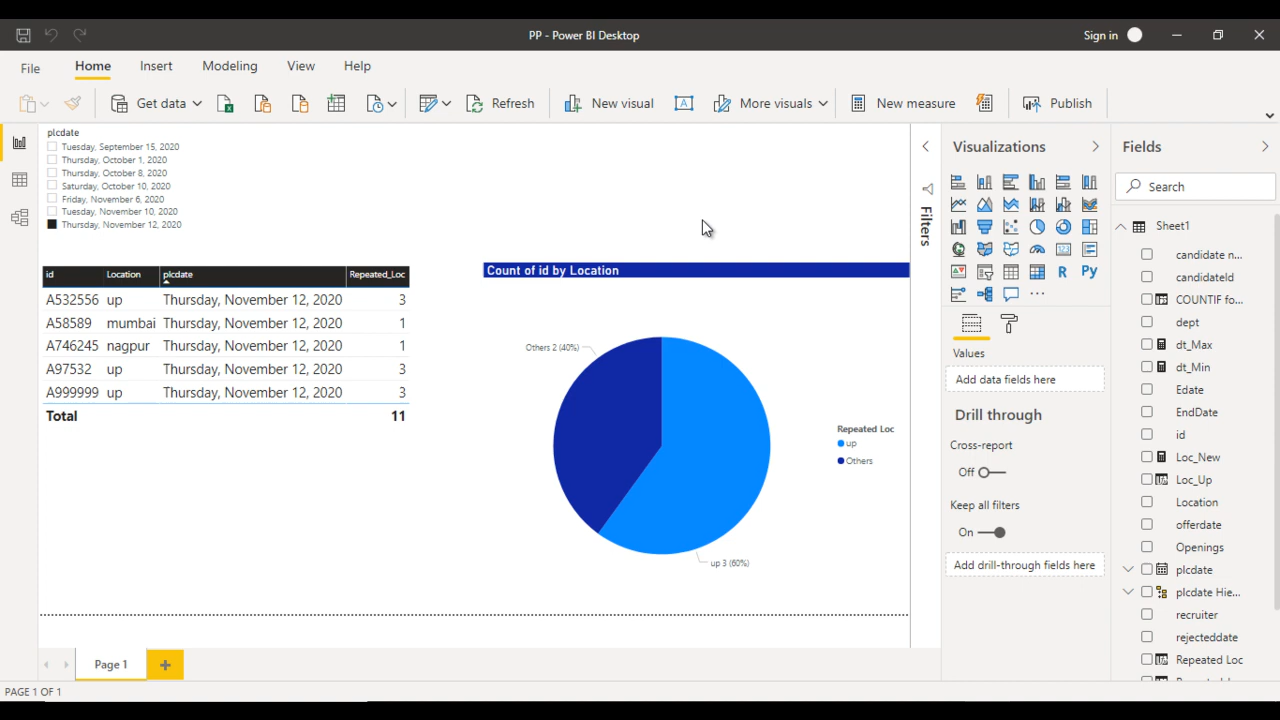 PP - Power BI Desktop
Sign in
File
Home
Insert
Modeling
View
Help
Get data
Refresh
New visual
A
More visuals
New measure
Publish
plcdate
Tuesday, September 15, 2020
Thursday, October 1, 2020
Thursday, October 8, 2020
Saturday, October 10, 2020
Friday, November 6, 2020
Tuesday, November 10, 2020
Thursday, November 12, 2020
id Location plcdate Repeated_Loc
A532556 up Thursday, November 12, 2020 3
A58589 mumbai Thursday, November 12, 2020 1
A746245 nagpur Thursday, November 12, 2020 1
A97532 up Thursday, November 12, 2020 3
A999999 up Thursday, November 12, 2020 3
Total 11
Count of id by Location
Others 2 (40%)
up 3 (60%)
Repeated Loc
up
Others
Filters
Visualizations
R
Py
Values
Add data fields here
Drill through
Cross-report
Off
Keep all filters
On
Add drill-through fields here
Fields
Search
Sheet1
candidate n...
candidateId
COUNTIF fo...
dept
dt_Max
dt_Min
Edate
EndDate
id
Loc_New
Loc_Up
Location
offerdate
Openings
plcdate
plcdate Hie...
recruiter
rejecteddate
Repeated Loc
Page 1
PAGE 1 OF 1